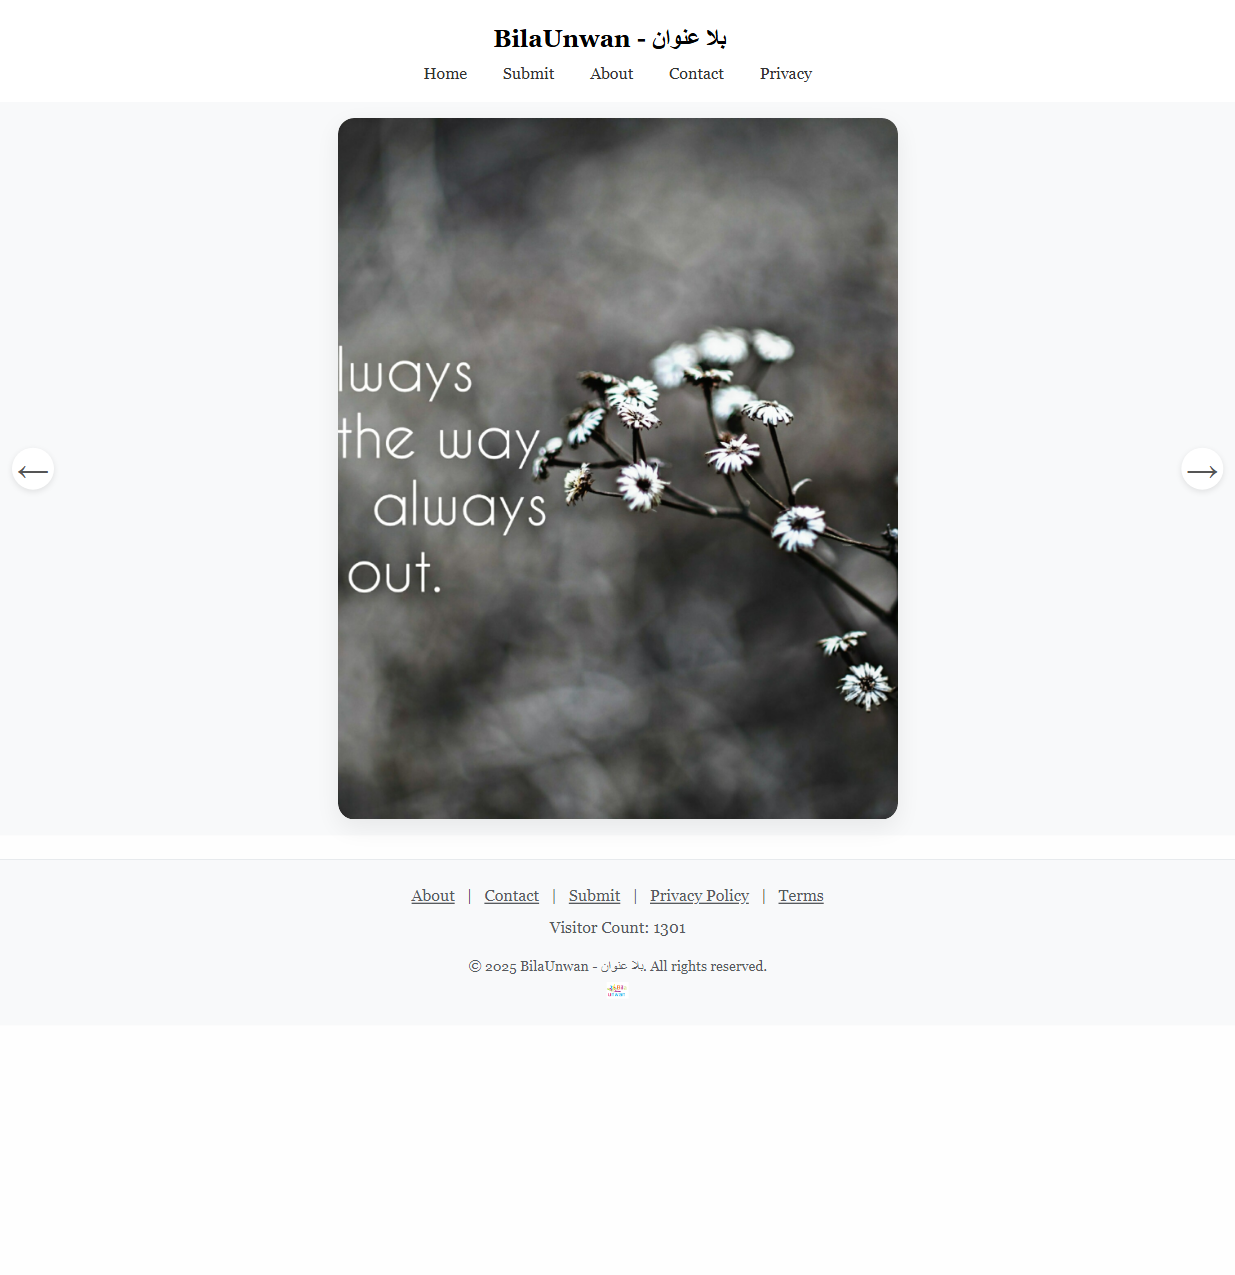 BilaUnwan - بلا عنوان
Home Submit About Contact Privacy
lways
the way
always
out.
← →
About | Contact | Submit | Privacy Policy | Terms
Visitor Count: 1301
© 2025 BilaUnwan - بلا عنوان. All rights reserved.